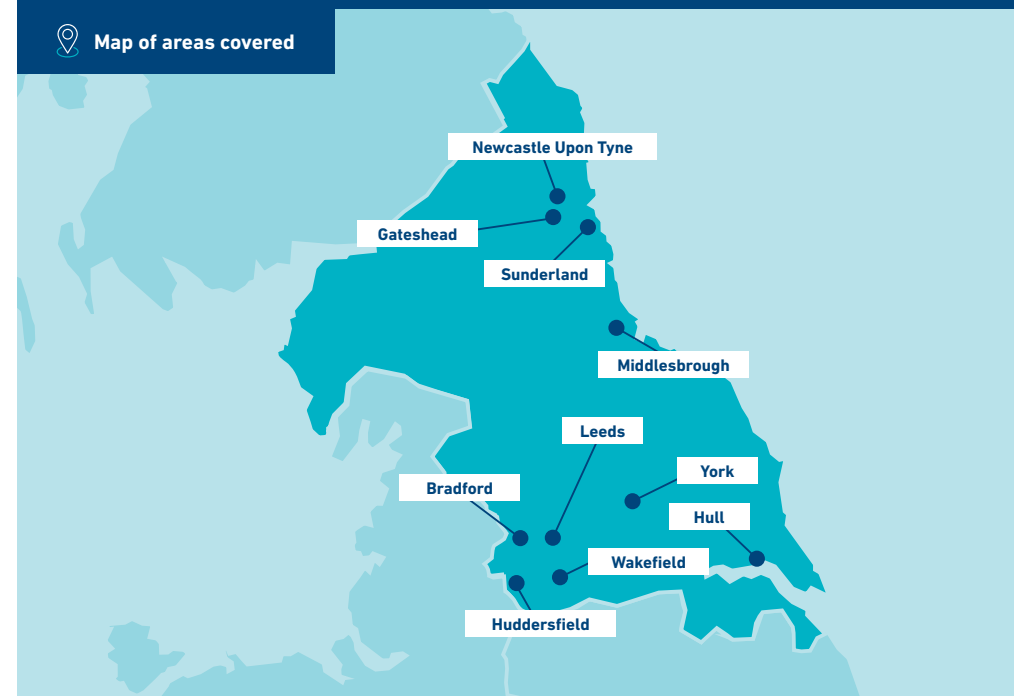 Map of areas covered
Newcastle Upon Tyne
Gateshead
Sunderland
Middlesbrough
Leeds
York
Bradford
Hull
Wakefield
Huddersfield